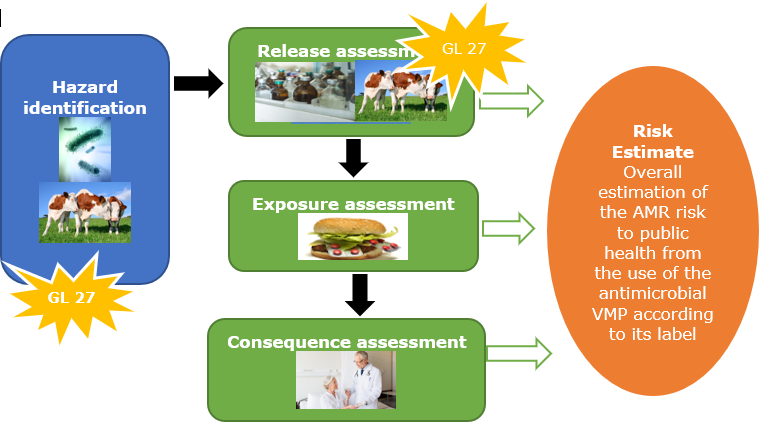 Hazard
identification
GL 27
Release assessm
GL 27
Exposure assessment
Consequence assessment
Risk
Estimate
Overall
estimation of
the AMR risk
to public
health from
the use of the
antimicrobial
VMP according
to its label